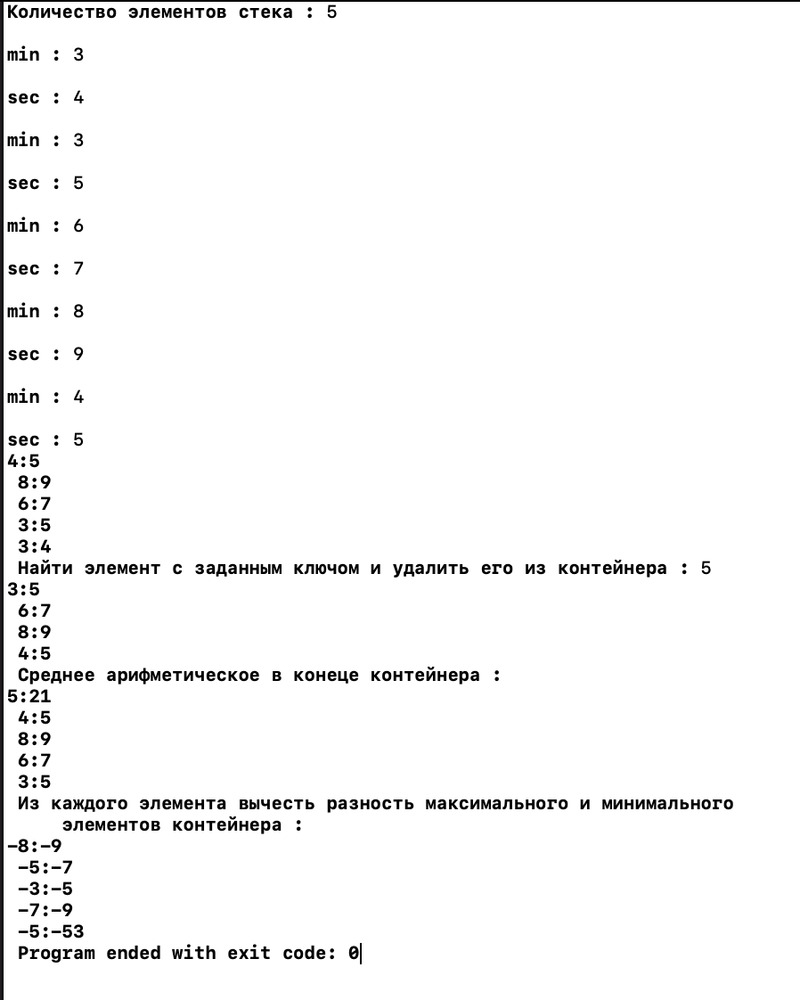 Количество элементов стека : 5
min : 3
sec : 4
min : 3
sec : 5
min : 6
sec : 7
min : 8
sec : 9
min : 4
sec : 5
4:5
8:9
6:7
3:5
3:4
Найти элемент с заданным ключом и удалить его из контейнера : 5
3:5
6:7
8:9
4:5
Среднее арифметическое в конеце контейнера :
5:21
4:5
8:9
6:7
3:5
Из каждого элемента вычесть разность максимального и минимального
элементов контейнера :
-8:-9
-5:-7
-3:-5
-7:-9
-5:-53
Program ended with exit code: 0